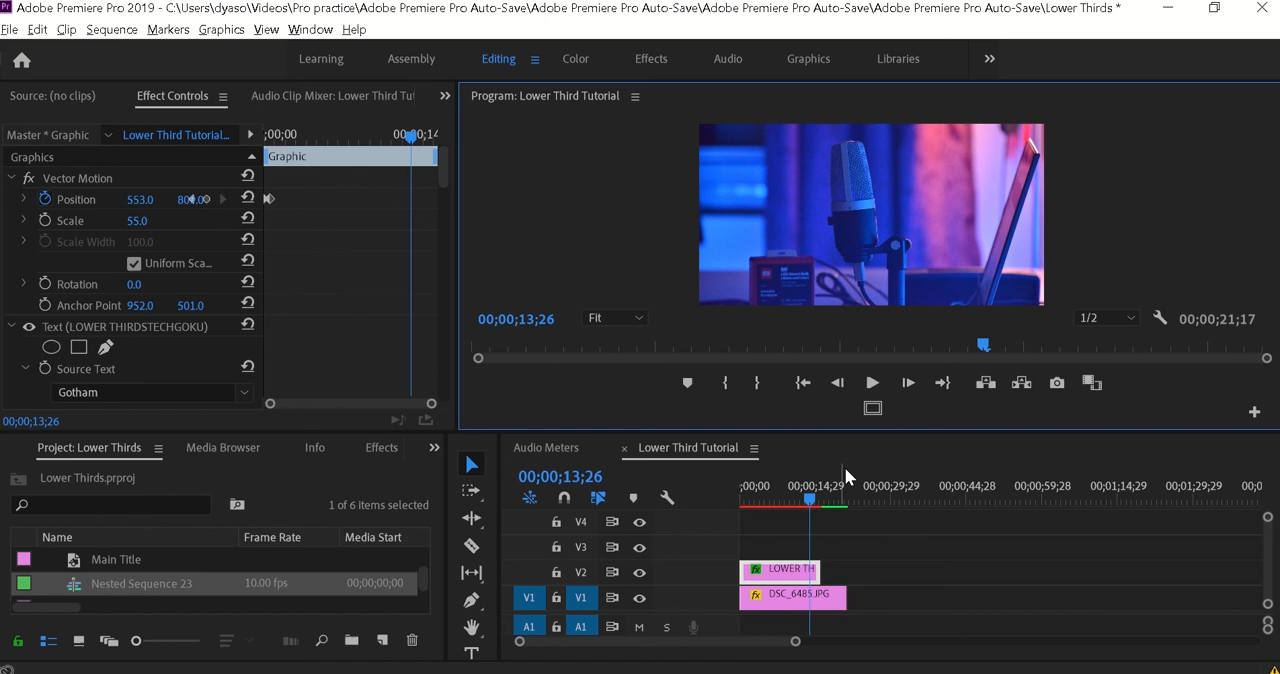 Adobe Premiere Pro 2019 - C:\Users\dyaso\Videos\Pro practice\Adobe Premiere Pro Auto-Save\Adobe Premiere Pro Auto-Save\Adobe Premiere Pro Auto-Save\Adobe Premiere Pro Auto-Save\Lower Thirds *
File Edit Clip Sequence Markers Graphics View Window Help
Learning Assembly Editing Color Effects Audio Graphics Libraries
Source: (no clips) Effect Controls Audio Clip Mixer: Lower Third Tut
Program: Lower Third Tutorial
Master * Graphic Lower Third Tutorial... ;00;00 00;00;14
Graphics Graphic
fx Vector Motion
Position 553.0
Scale 55.0
Scale Width 100.0
Uniform Sca...
Rotation 0.0
Anchor Point 952.0 501.0
Text (LOWER THIRDSTECHGOKU)
Source Text
Gotham
00;00;13;26
00;00;13;26 Fit 1/2 00;00;21;17
Project: Lower Thirds Media Browser Info Effects
Lower Thirds.prproj
1 of 6 items selected
Name Frame Rate Media Start
Main Title
Nested Sequence 23 10.00 fps 00;00;00;00
Audio Meters × Lower Third Tutorial
00;00;13;26
;00;00 00;00;14;29 00;00;29;29 00;00;44;28 00;00;59;28 00;01;14;29 00;01;29;29 00;0
V4
V3
V2 fx LOWER TH
V1 V1 fx DSC_6485.JPG
A1 A1 M S